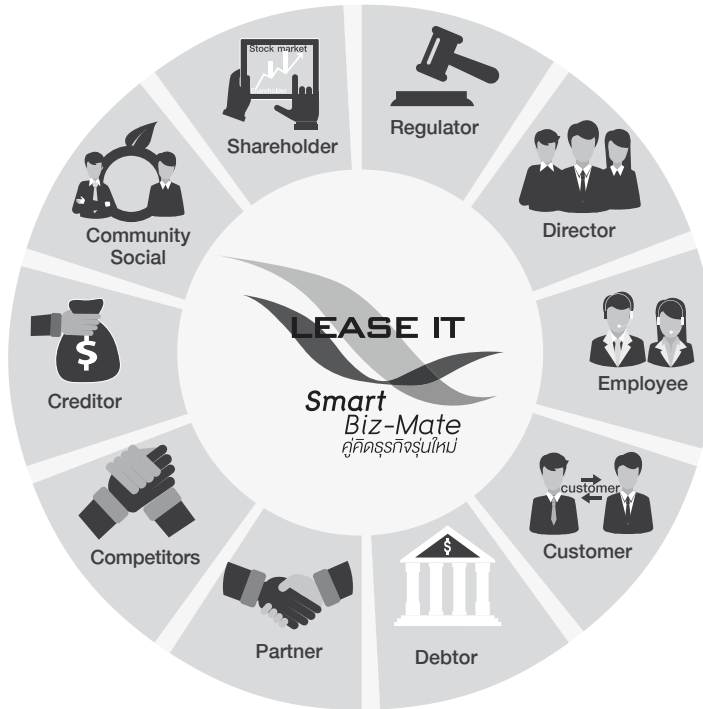 Stock market
Shareholder
Shareholder
Regulator
Director
Employee
customer
Customer
Debtor
Partner
Competitors
Creditor
Community
Social
LEASE IT
Smart
Biz-Mate
คู่คิดธุรกิจรุ่นใหม่
$
$